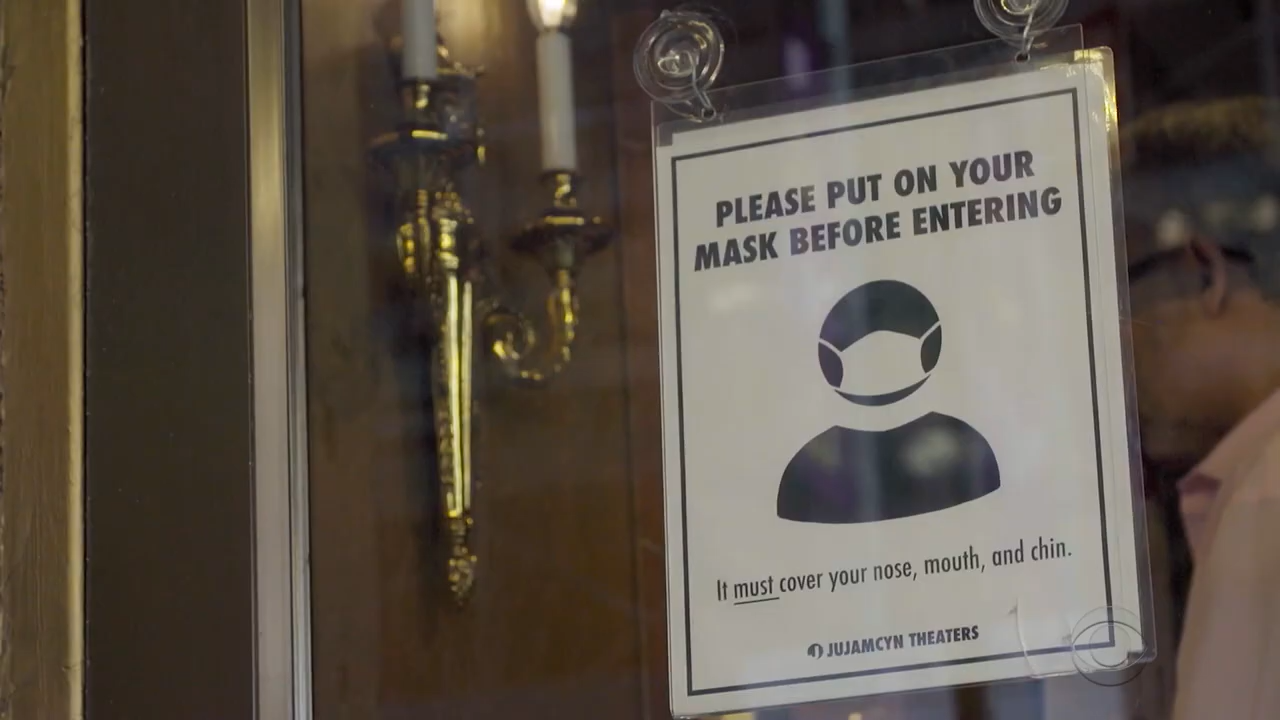 PLEASE PUT ON YOUR
MASK BEFORE ENTERING
It must cover your nose, mouth, and chin.
JUJAMCYN THEATERS